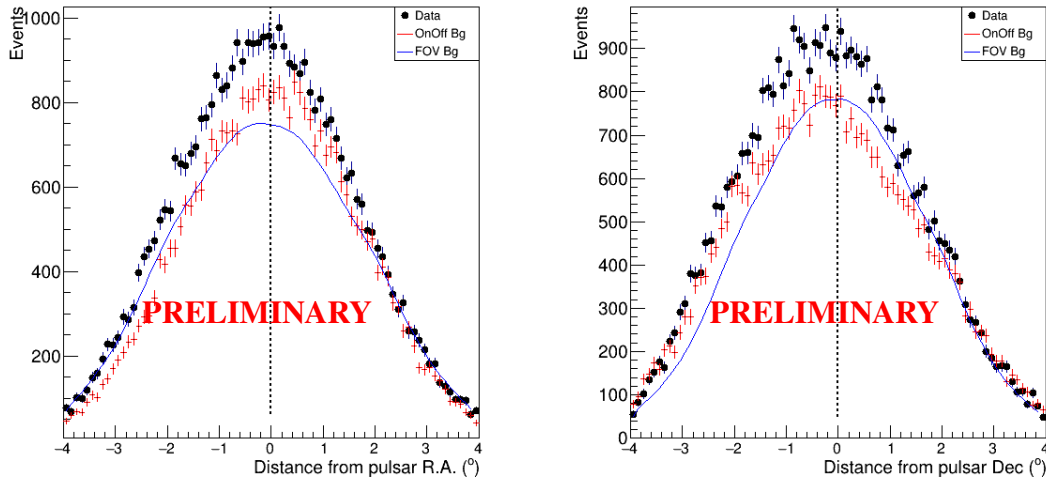 Events
1000
800
600
400
200
Data
OnOff Bg
FOV Bg
PRELIMINARY
−4 −3 −2 −1 0 1 2 3 4
Distance from pulsar R.A. (°)
Events
900
800
700
600
500
400
300
200
100
0
Data
OnOff Bg
FOV Bg
PRELIMINARY
−4 −3 −2 −1 0 1 2 3 4
Distance from pulsar Dec (°)